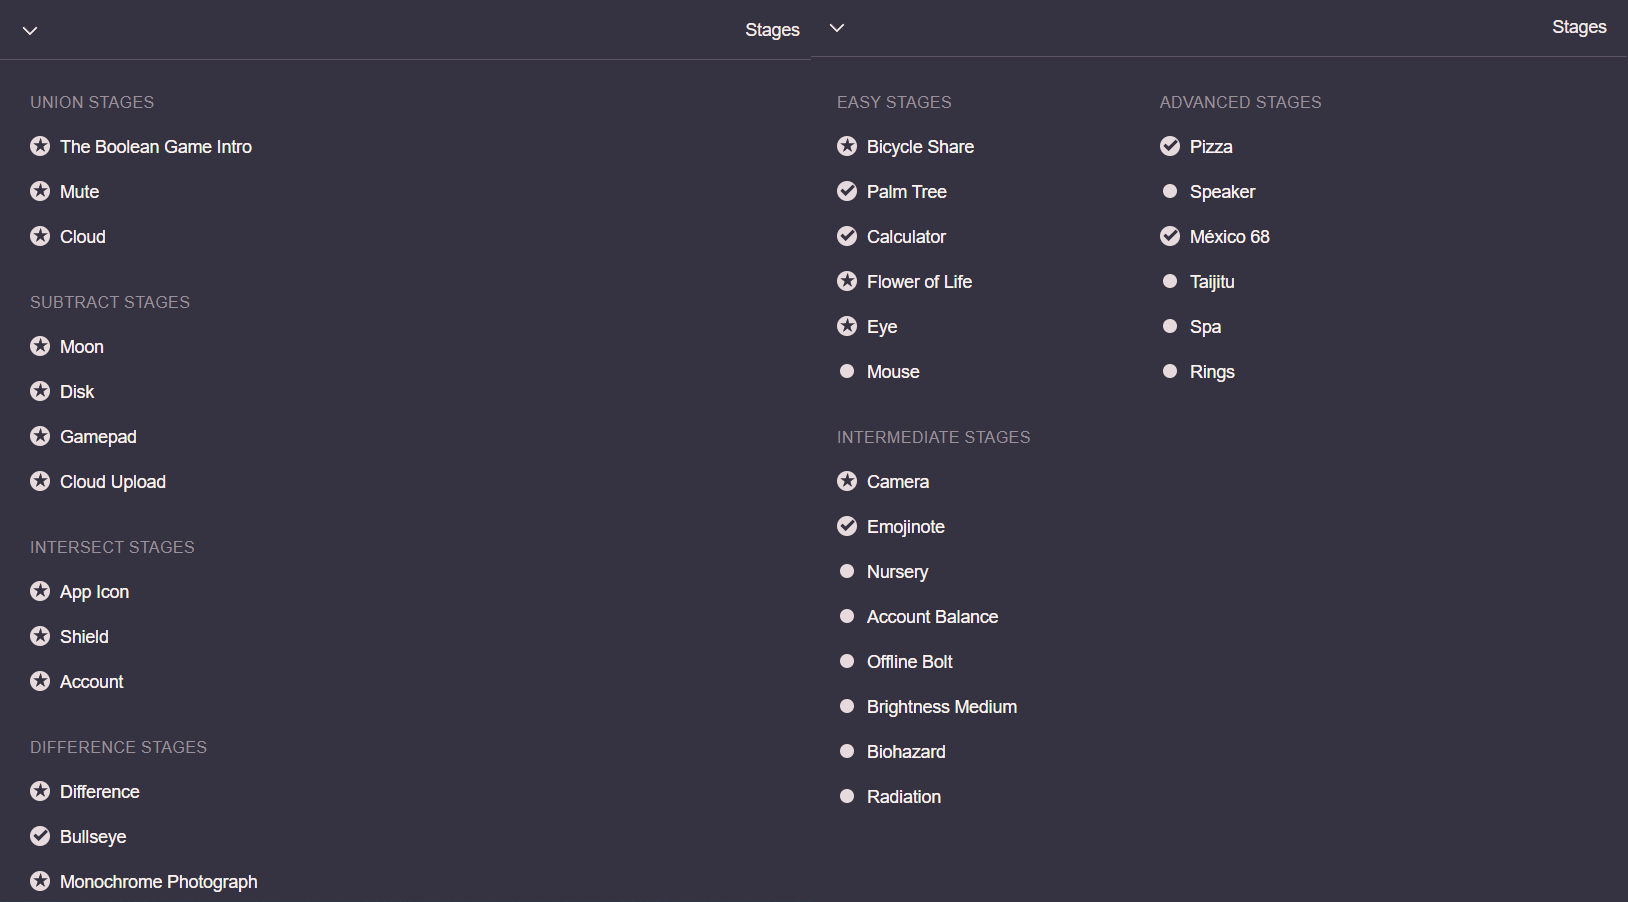 Stages
UNION STAGES
The Boolean Game Intro
Mute
Cloud
SUBTRACT STAGES
Moon
Disk
Gamepad
Cloud Upload
INTERSECT STAGES
App Icon
Shield
Account
DIFFERENCE STAGES
Difference
Bullseye
Monochrome Photograph
Stages
EASY STAGES
Bicycle Share
Palm Tree
Calculator
Flower of Life
Eye
Mouse
INTERMEDIATE STAGES
Camera
Emojinote
Nursery
Account Balance
Offline Bolt
Brightness Medium
Biohazard
Radiation
ADVANCED STAGES
Pizza
Speaker
México 68
Taijitu
Spa
Rings